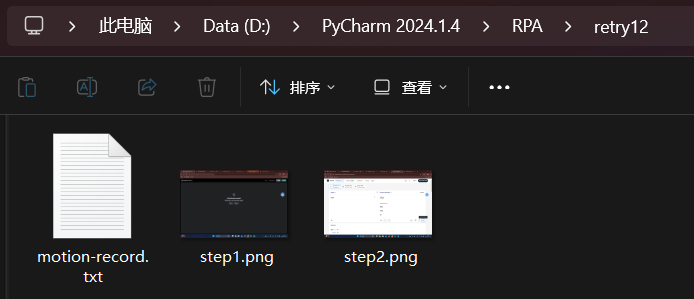 此电脑 > Data (D:) > PyCharm 2024.1.4 > RPA > retry12
排序 查看
motion-record.txt step1.png step2.png